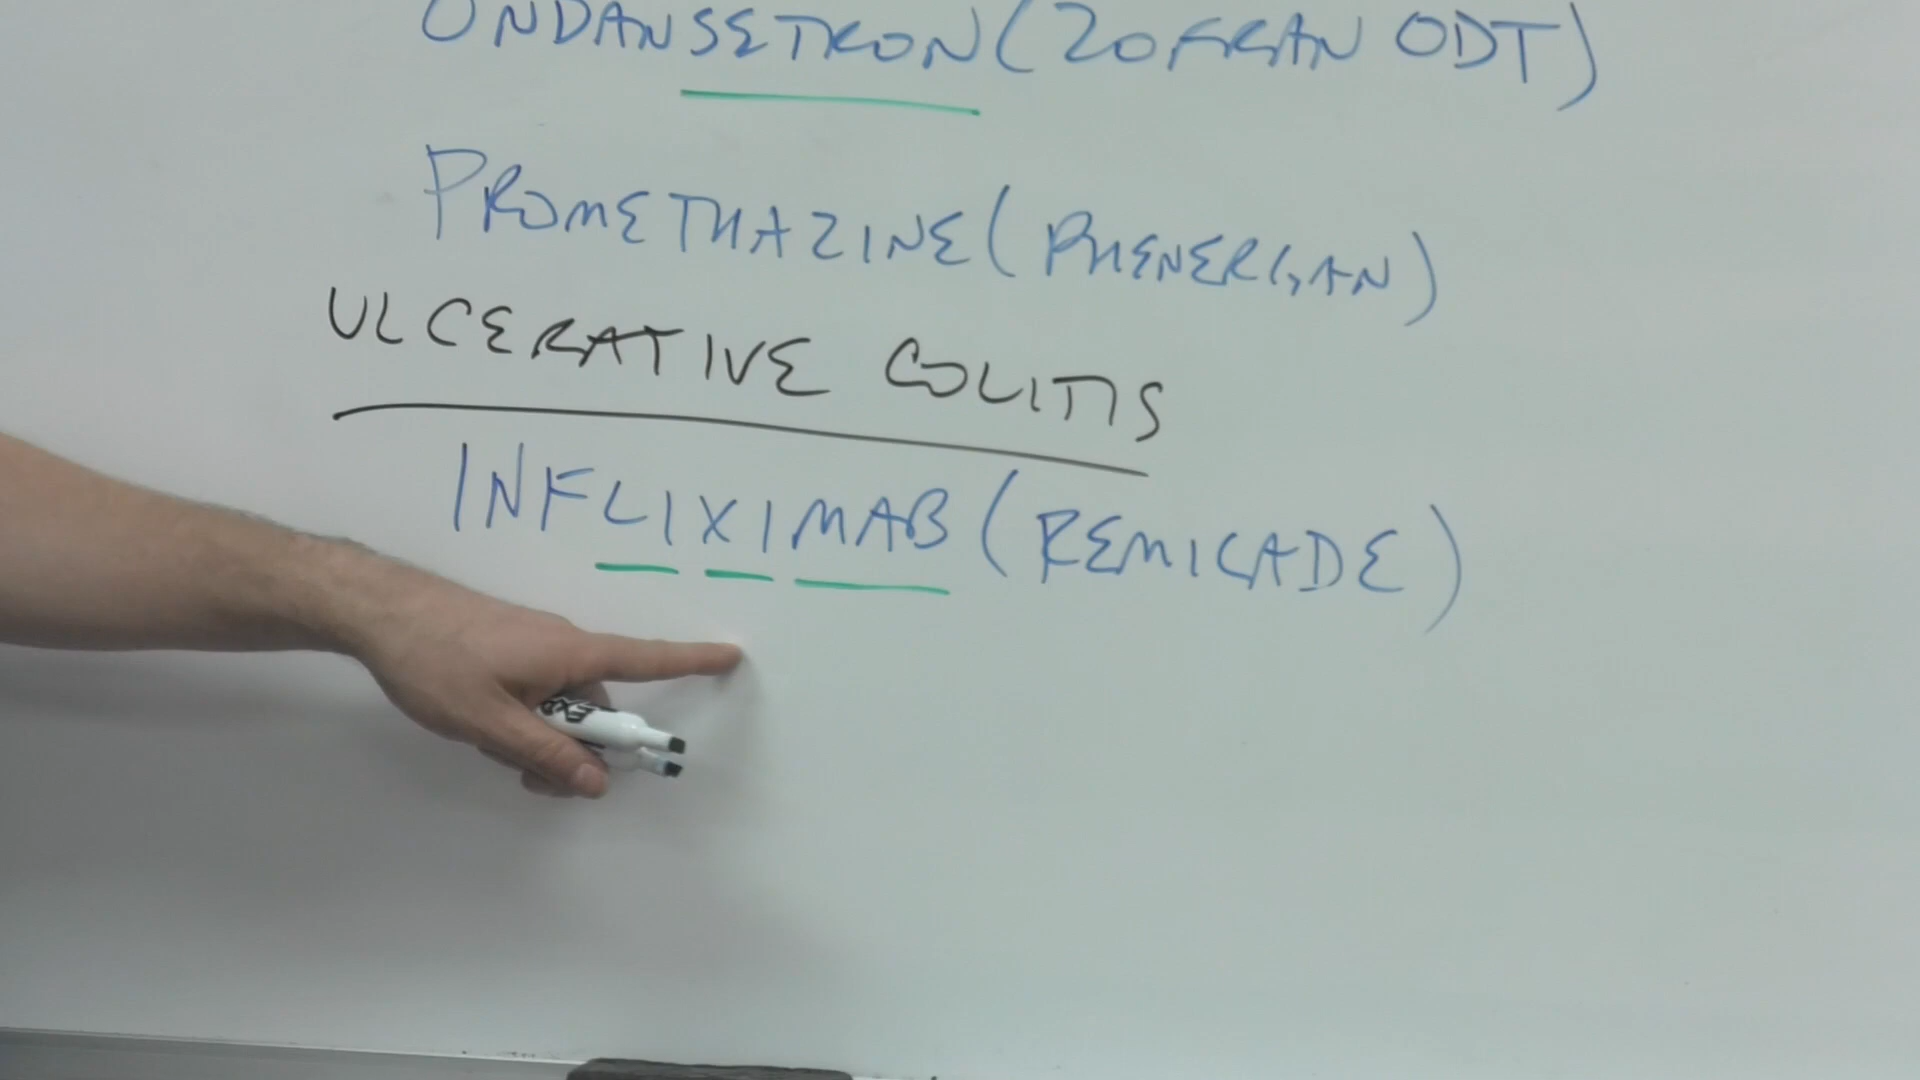 ONDANSETRON (ZOFRAN ODT)
PROMETHAZINE (PHENERGAN)
ULCERATIVE COLITIS
INFLIXIMAB (REMICADE)